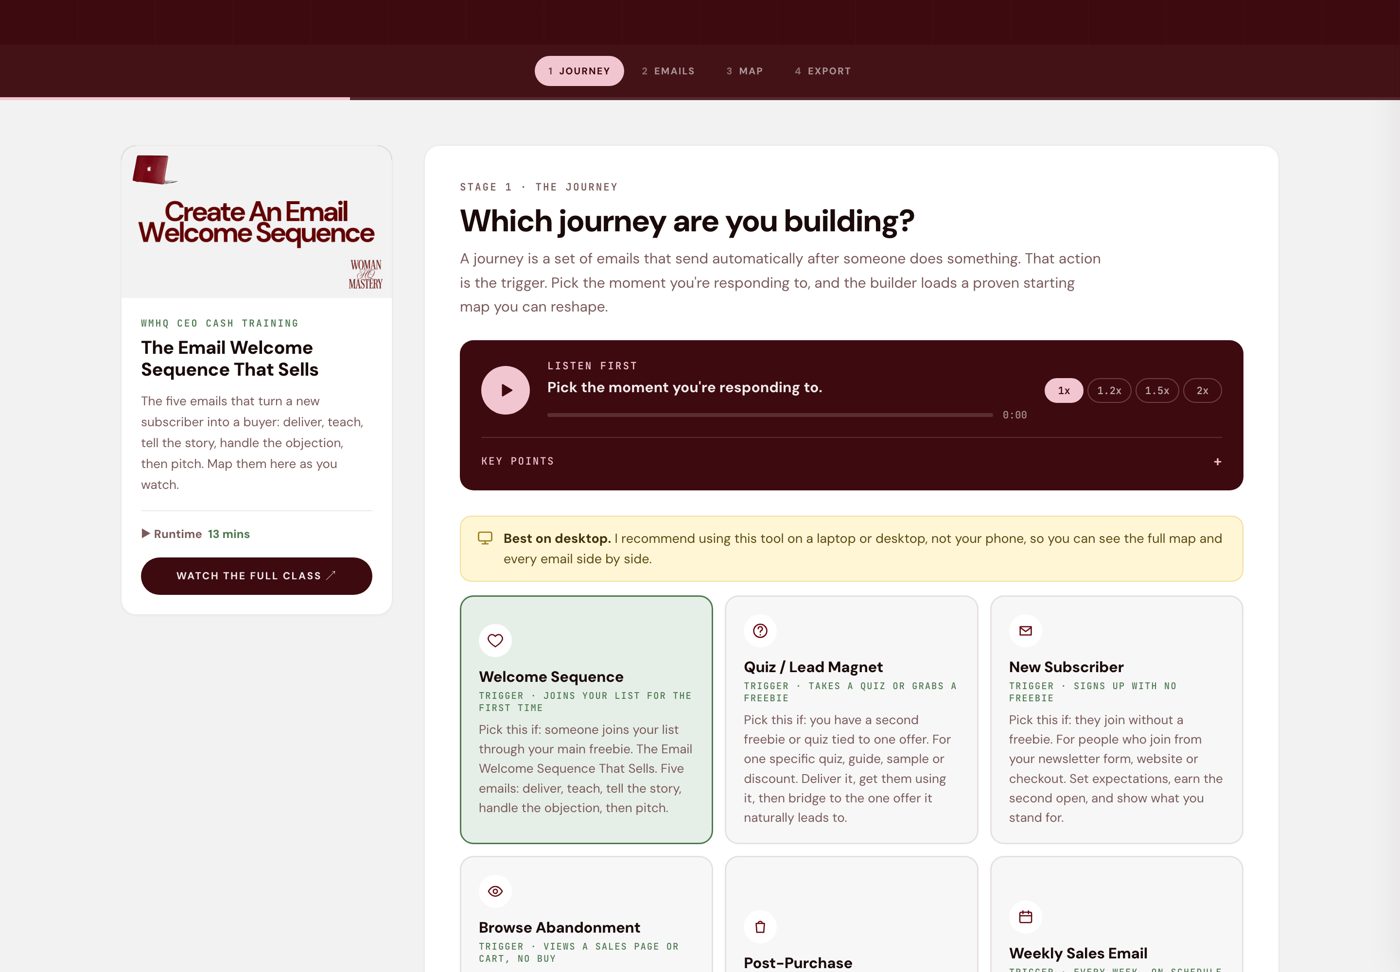 1 JOURNEY
2 EMAILS
3 MAP
4 EXPORT
Create An Email
Welcome Sequence
WOMAN
HQ
MASTERY
WMHQ CEO CASH TRAINING
The Email Welcome
Sequence That Sells
The five emails that turn a new
subscriber into a buyer: deliver, teach,
tell the story, handle the objection,
then pitch. Map them here as you
watch.
Runtime 13 mins
WATCH THE FULL CLASS ↗
STAGE 1 · THE JOURNEY
Which journey are you building?
A journey is a set of emails that send automatically after someone does something. That action
is the trigger. Pick the moment you're responding to, and the builder loads a proven starting
map you can reshape.
LISTEN FIRST
Pick the moment you're responding to.
0:00
1x
1.2x
1.5x
2x
KEY POINTS
+
Best on desktop. I recommend using this tool on a laptop or desktop, not your phone, so you can see the full map and
every email side by side.
Welcome Sequence
TRIGGER · JOINS YOUR LIST FOR THE
FIRST TIME
Pick this if: someone joins your list
through your main freebie. The Email
Welcome Sequence That Sells. Five
emails: deliver, teach, tell the story,
handle the objection, then pitch.
Quiz / Lead Magnet
TRIGGER · TAKES A QUIZ OR GRABS A
FREEBIE
Pick this if: you have a second
freebie or quiz tied to one offer. For
one specific quiz, guide, sample or
discount. Deliver it, get them using
it, then bridge to the one offer it
naturally leads to.
New Subscriber
TRIGGER · SIGNS UP WITH NO
FREEBIE
Pick this if: they join without a
freebie. For people who join from
your newsletter form, website or
checkout. Set expectations, earn the
second open, and show what you
stand for.
Browse Abandonment
TRIGGER · VIEWS A SALES PAGE OR
CART, NO BUY
Post-Purchase
Weekly Sales Email
TRIGGER · EVERY WEEK, ON SCHEDULE